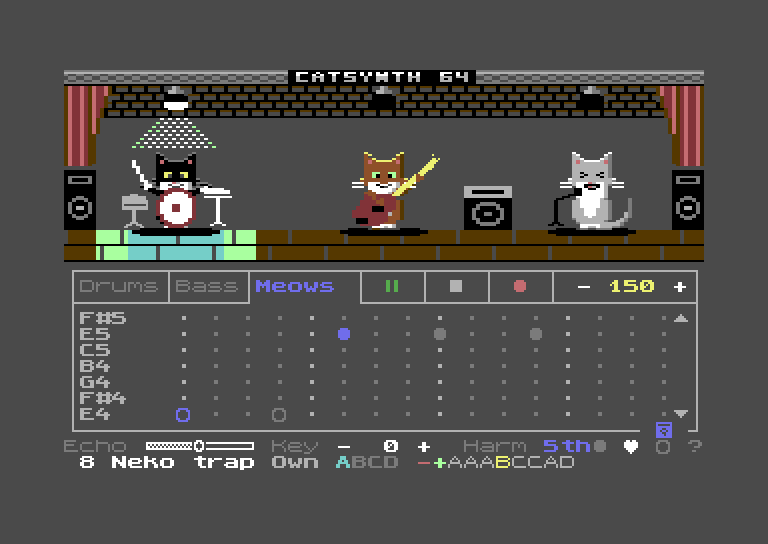 CATSYNTH 64
Drums Bass Meows - 150 +
F#5
E5
C5
B4
G4
F#4
E4
Echo Key - 0 + Harm 5th ?
8 Neko trap Own ABCD -+AAABCCAD